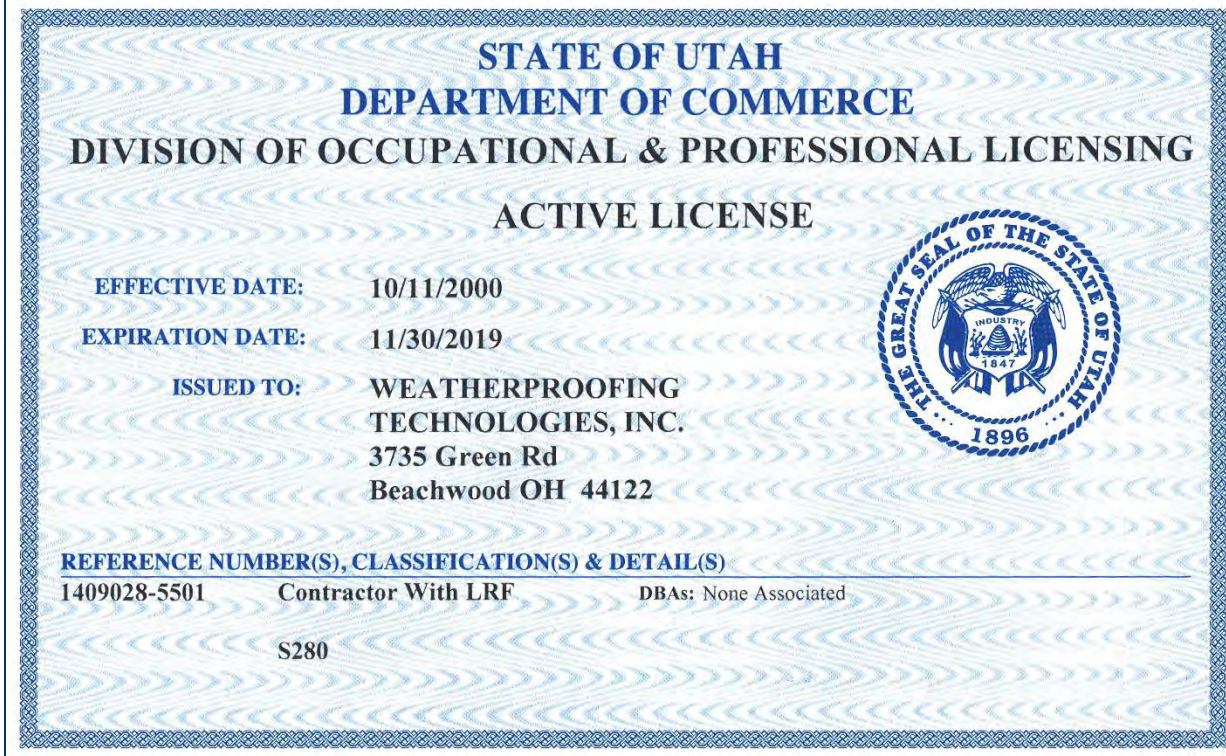 STATE OF UTAH
DEPARTMENT OF COMMERCE
DIVISION OF OCCUPATIONAL & PROFESSIONAL LICENSING
ACTIVE LICENSE
EFFECTIVE DATE: 10/11/2000
EXPIRATION DATE: 11/30/2019
ISSUED TO: WEATHERPROOFING
TECHNOLOGIES, INC.
3735 Green Rd
Beachwood OH 44122
THE GREAT SEAL OF THE STATE OF UTAH
INDUSTRY
1847
1896
REFERENCE NUMBER(S), CLASSIFICATION(S) & DETAIL(S)
1409028-5501 Contractor With LRF DBAs: None Associated
S280